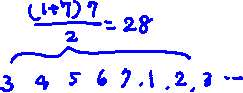 (1+7)7/2 = 28
3 4 5 6 7, 1, 2, 3 ...